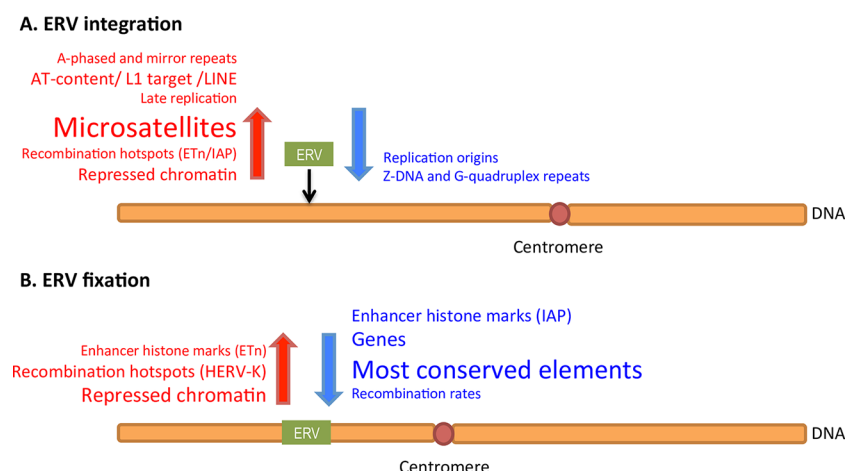 A. ERV integration
A-phased and mirror repeats
AT-content/ L1 target /LINE
Late replication
Microsatellites
Recombination hotspots (ETn/IAP)
Repressed chromatin
ERV
Replication origins
Z-DNA and G-quadruplex repeats
DNA
Centromere
B. ERV fixation
Enhancer histone marks (ETn)
Recombination hotspots (HERV-K)
Repressed chromatin
Enhancer histone marks (IAP)
Genes
Most conserved elements
Recombination rates
ERV
DNA
Centromere